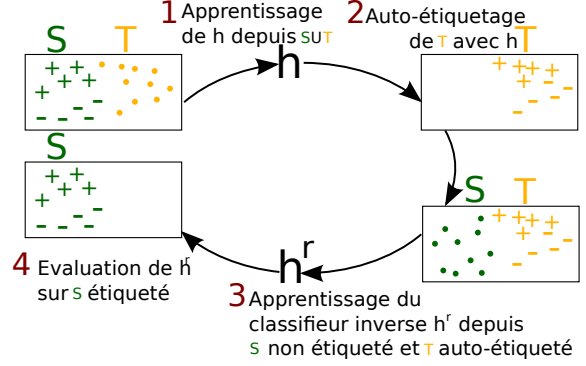 1 Apprentissage
de h depuis SUT
2 Auto-étiquetage
de T avec h
S T
h
T
S
S T
h^r
4 Evaluation de h^r
sur S étiqueté
3 Apprentissage du
classifieur inverse h^r depuis
S non étiqueté et T auto-étiqueté